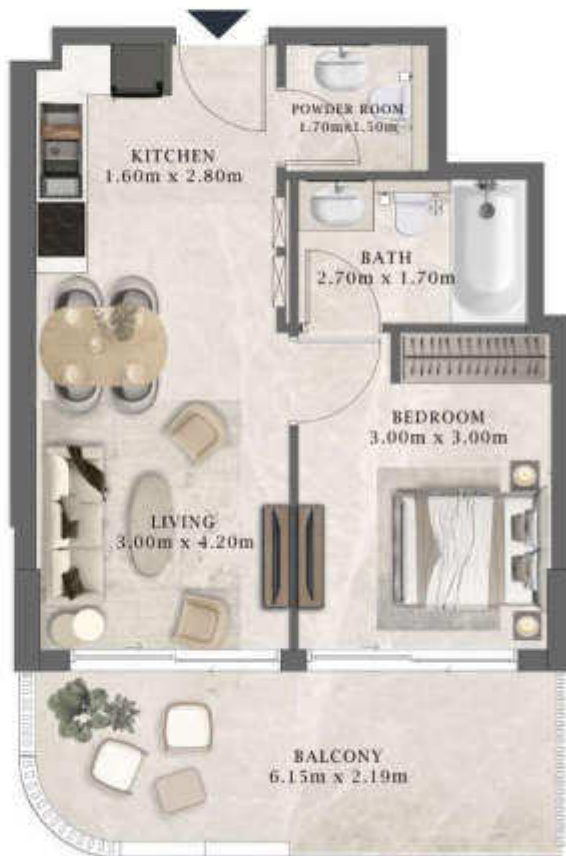 POWDER ROOM
1.70m x 1.50m
KITCHEN
1.60m x 2.80m
BATH
2.70m x 1.70m
BEDROOM
3.00m x 3.00m
LIVING
3.00m x 4.20m
BALCONY
6.15m x 2.19m